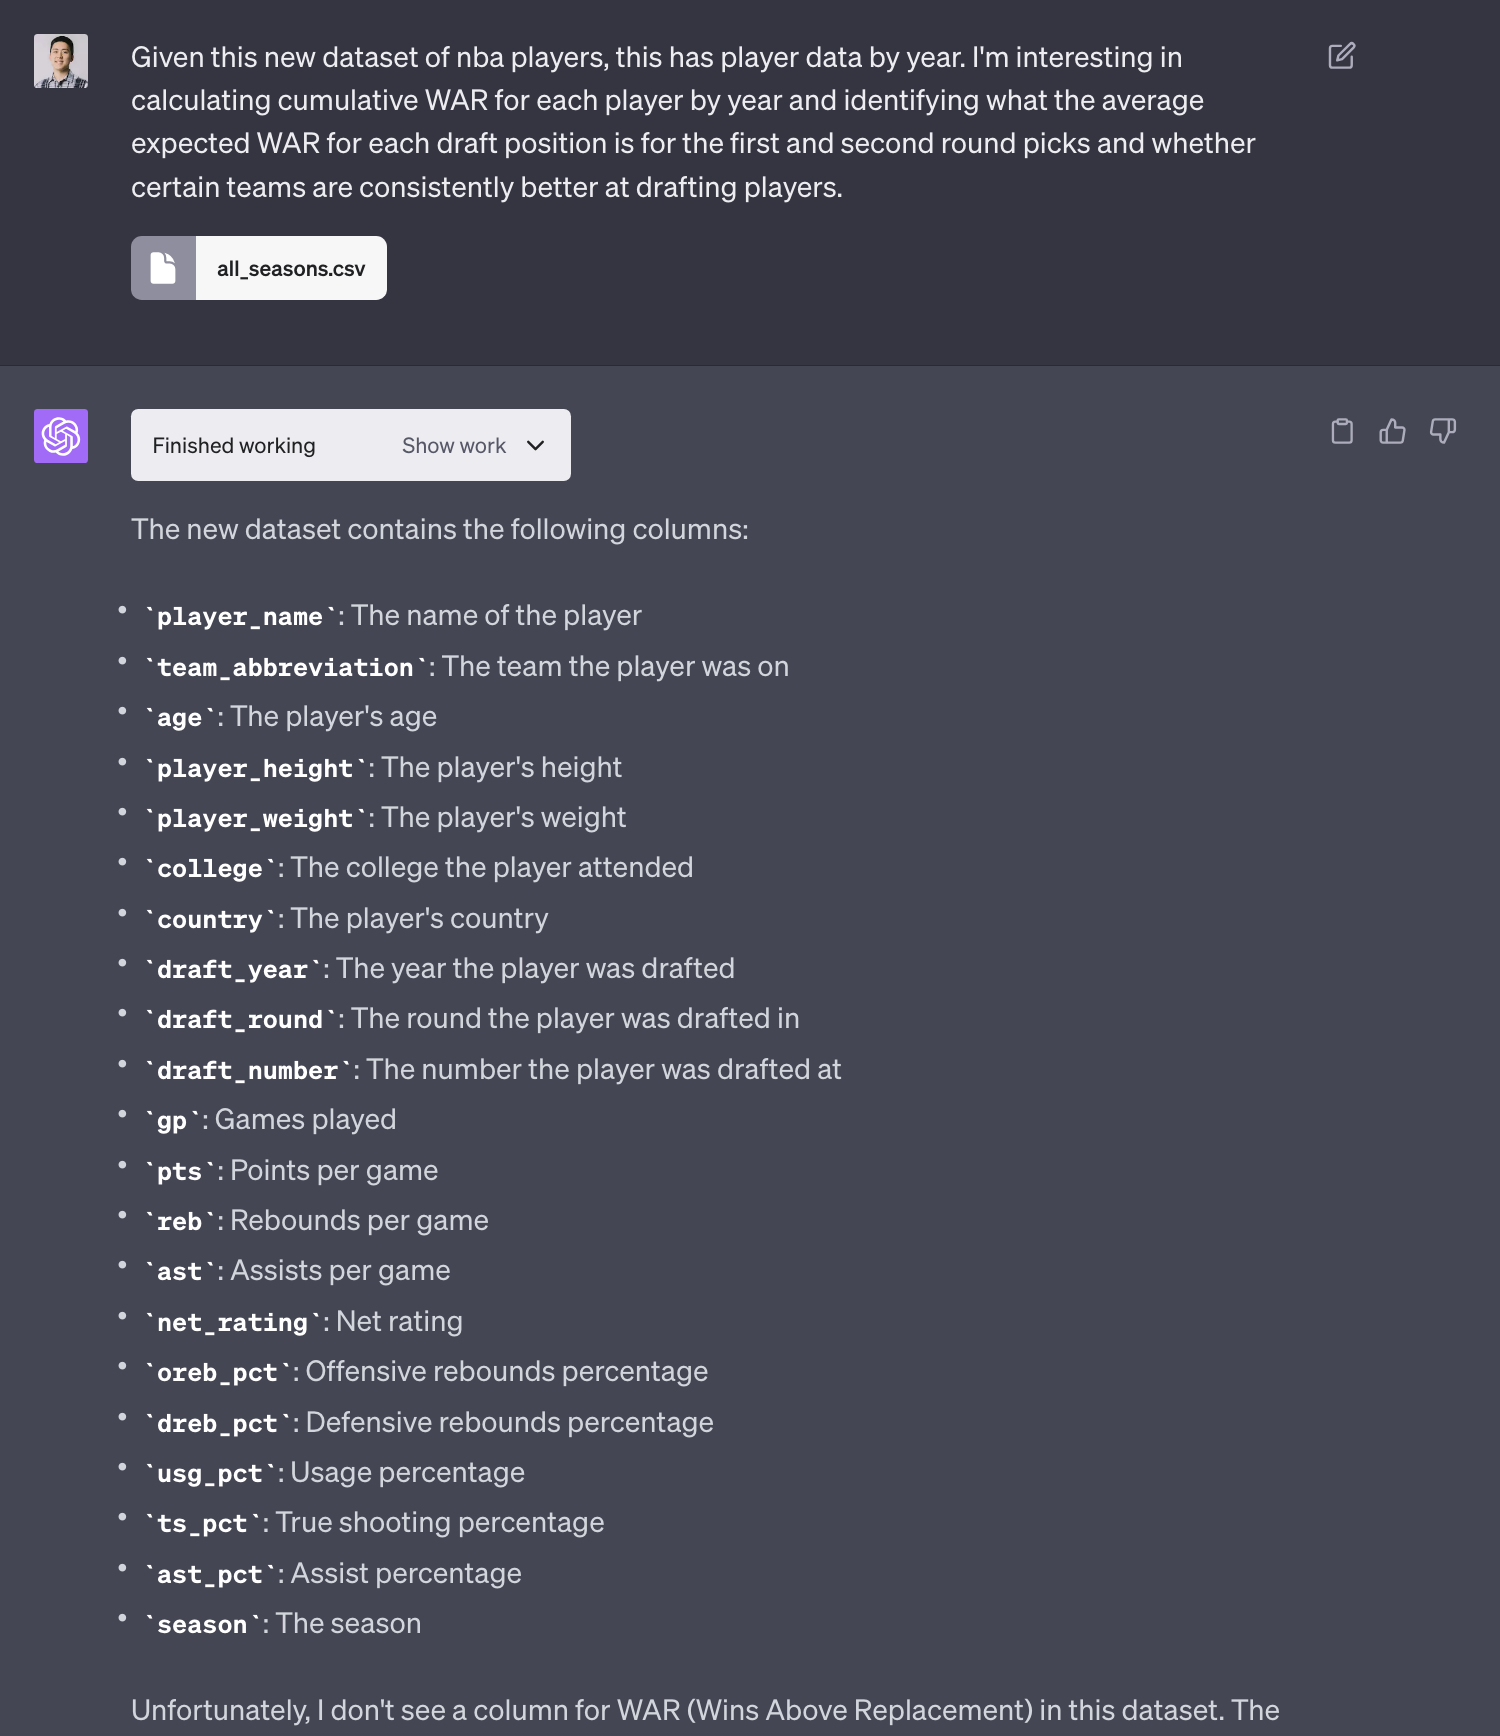 Given this new dataset of nba players, this has player data by year. I'm interesting in
calculating cumulative WAR for each player by year and identifying what the average
expected WAR for each draft position is for the first and second round picks and whether
certain teams are consistently better at drafting players.
all_seasons.csv
Finished working Show work
The new dataset contains the following columns:
• `player_name`: The name of the player
• `team_abbreviation`: The team the player was on
• `age`: The player's age
• `player_height`: The player's height
• `player_weight`: The player's weight
• `college`: The college the player attended
• `country`: The player's country
• `draft_year`: The year the player was drafted
• `draft_round`: The round the player was drafted in
• `draft_number`: The number the player was drafted at
• `gp`: Games played
• `pts`: Points per game
• `reb`: Rebounds per game
• `ast`: Assists per game
• `net_rating`: Net rating
• `oreb_pct`: Offensive rebounds percentage
• `dreb_pct`: Defensive rebounds percentage
• `usg_pct`: Usage percentage
• `ts_pct`: True shooting percentage
• `ast_pct`: Assist percentage
• `season`: The season
Unfortunately, I don't see a column for WAR (Wins Above Replacement) in this dataset. The